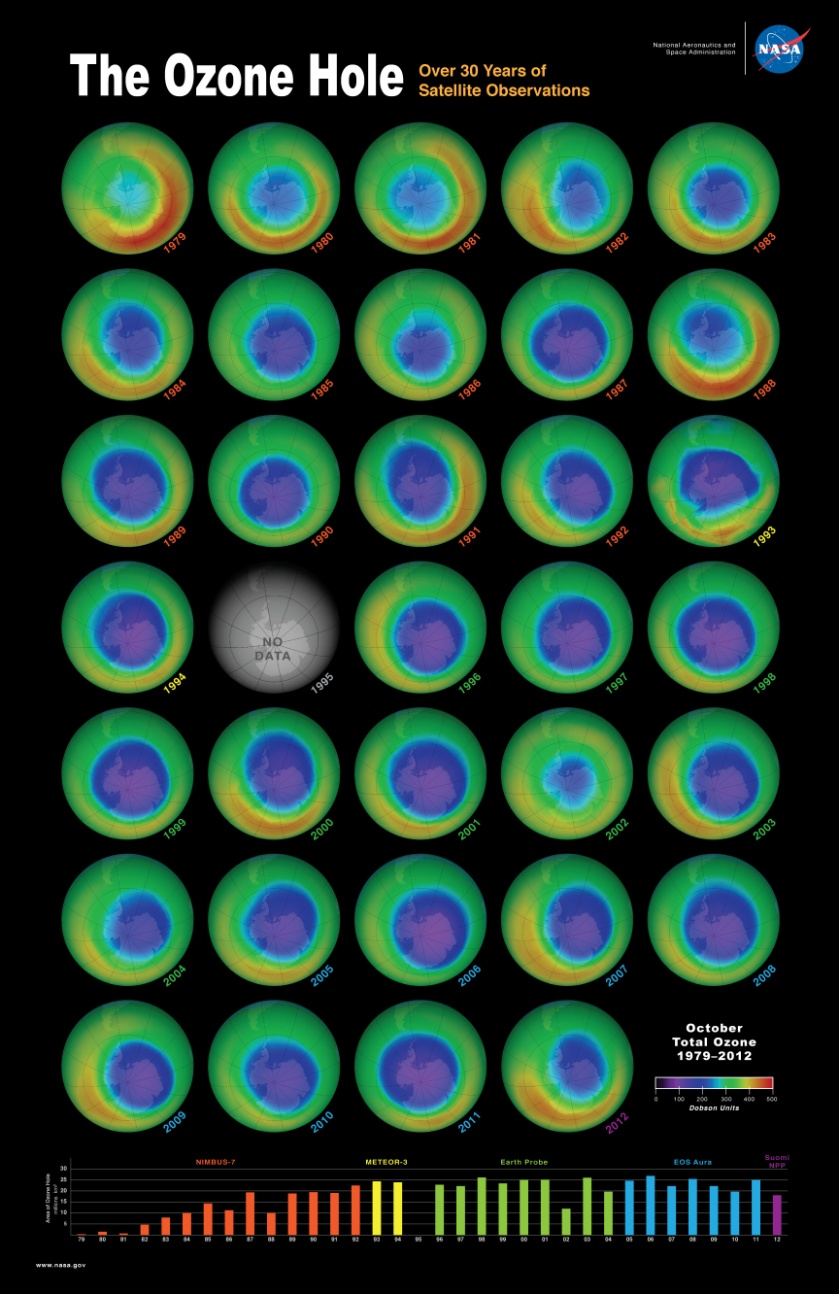 National Aeronautics and
Space Administration
NASA
The Ozone Hole
Over 30 Years of
Satellite Observations
1979
1980
1981
1982
1983
1984
1985
1986
1987
1988
1989
1990
1991
1992
1993
1994
NO
DATA
1995
1996
1997
1998
1999
2000
2001
2002
2003
2004
2005
2006
2007
2008
2009
2010
2011
2012
October
Total Ozone
1979–2012
0 100 200 300 400 500
Dobson Units
NIMBUS-7 METEOR-3 Earth Probe EOS Aura Suomi
NPP
Area of Ozone Hole
millions km²
30
25
20
15
10
5
79 80 81 82 83 84 85 86 87 88 89 90 91 92 93 94 95 96 97 98 99 00 01 02 03 04 05 06 07 08 09 10 11 12
www.nasa.gov